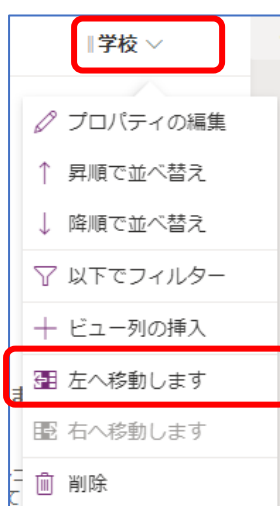 学校
プロパティの編集
昇順で並べ替え
降順で並べ替え
以下でフィルター
ビュー列の挿入
左へ移動します
右へ移動します
削除